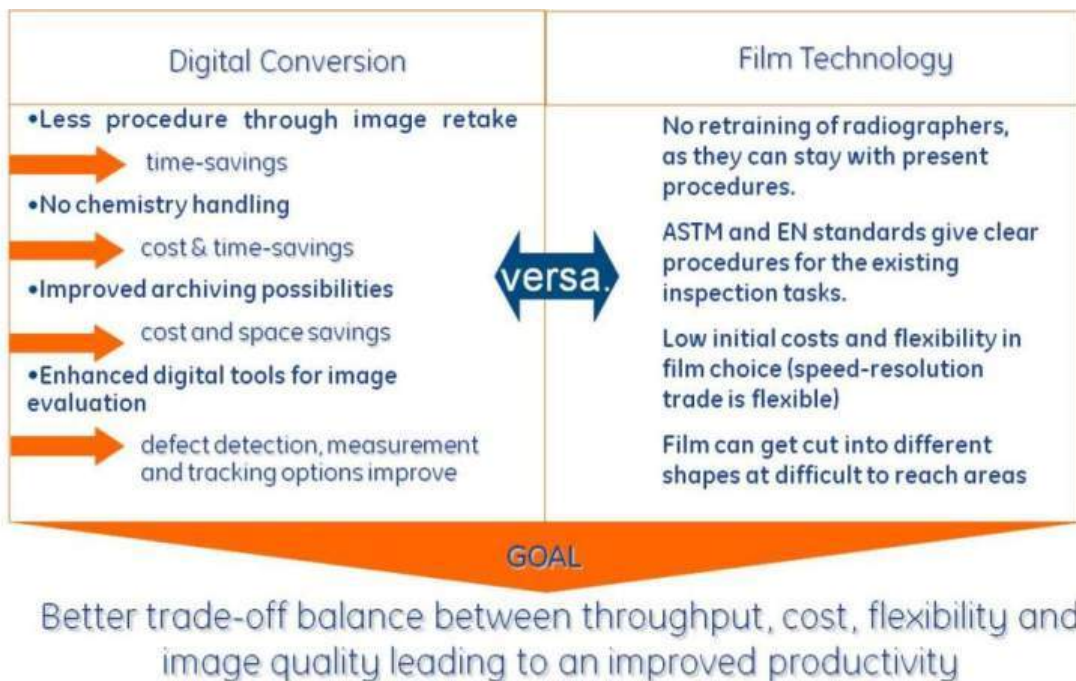 Digital Conversion
•Less procedure through image retake
time-savings
•No chemistry handling
cost & time-savings
•Improved archiving possibilities
cost and space savings
•Enhanced digital tools for image
evaluation
defect detection, measurement
and tracking options improve
versa.
Film Technology
No retraining of radiographers,
as they can stay with present
procedures.
ASTM and EN standards give clear
procedures for the existing
inspection tasks.
Low initial costs and flexibility in
film choice (speed-resolution
trade is flexible)
Film can get cut into different
shapes at difficult to reach areas
GOAL
Better trade-off balance between throughput, cost, flexibility and
image quality leading to an improved productivity